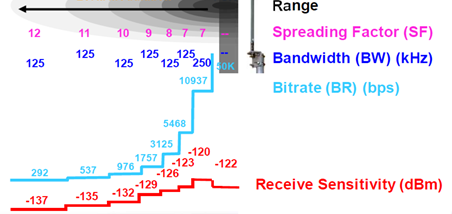 Range
12 11 10 9 8 7 7 -- Spreading Factor (SF)
125 125 125 125 125 125 250 -- Bandwidth (BW) (kHz)
292 537 976 1757 3125 5468 10937 50K Bitrate (BR) (bps)
-137 -135 -132 -129 -126 -123 -120 -122 Receive Sensitivity (dBm)